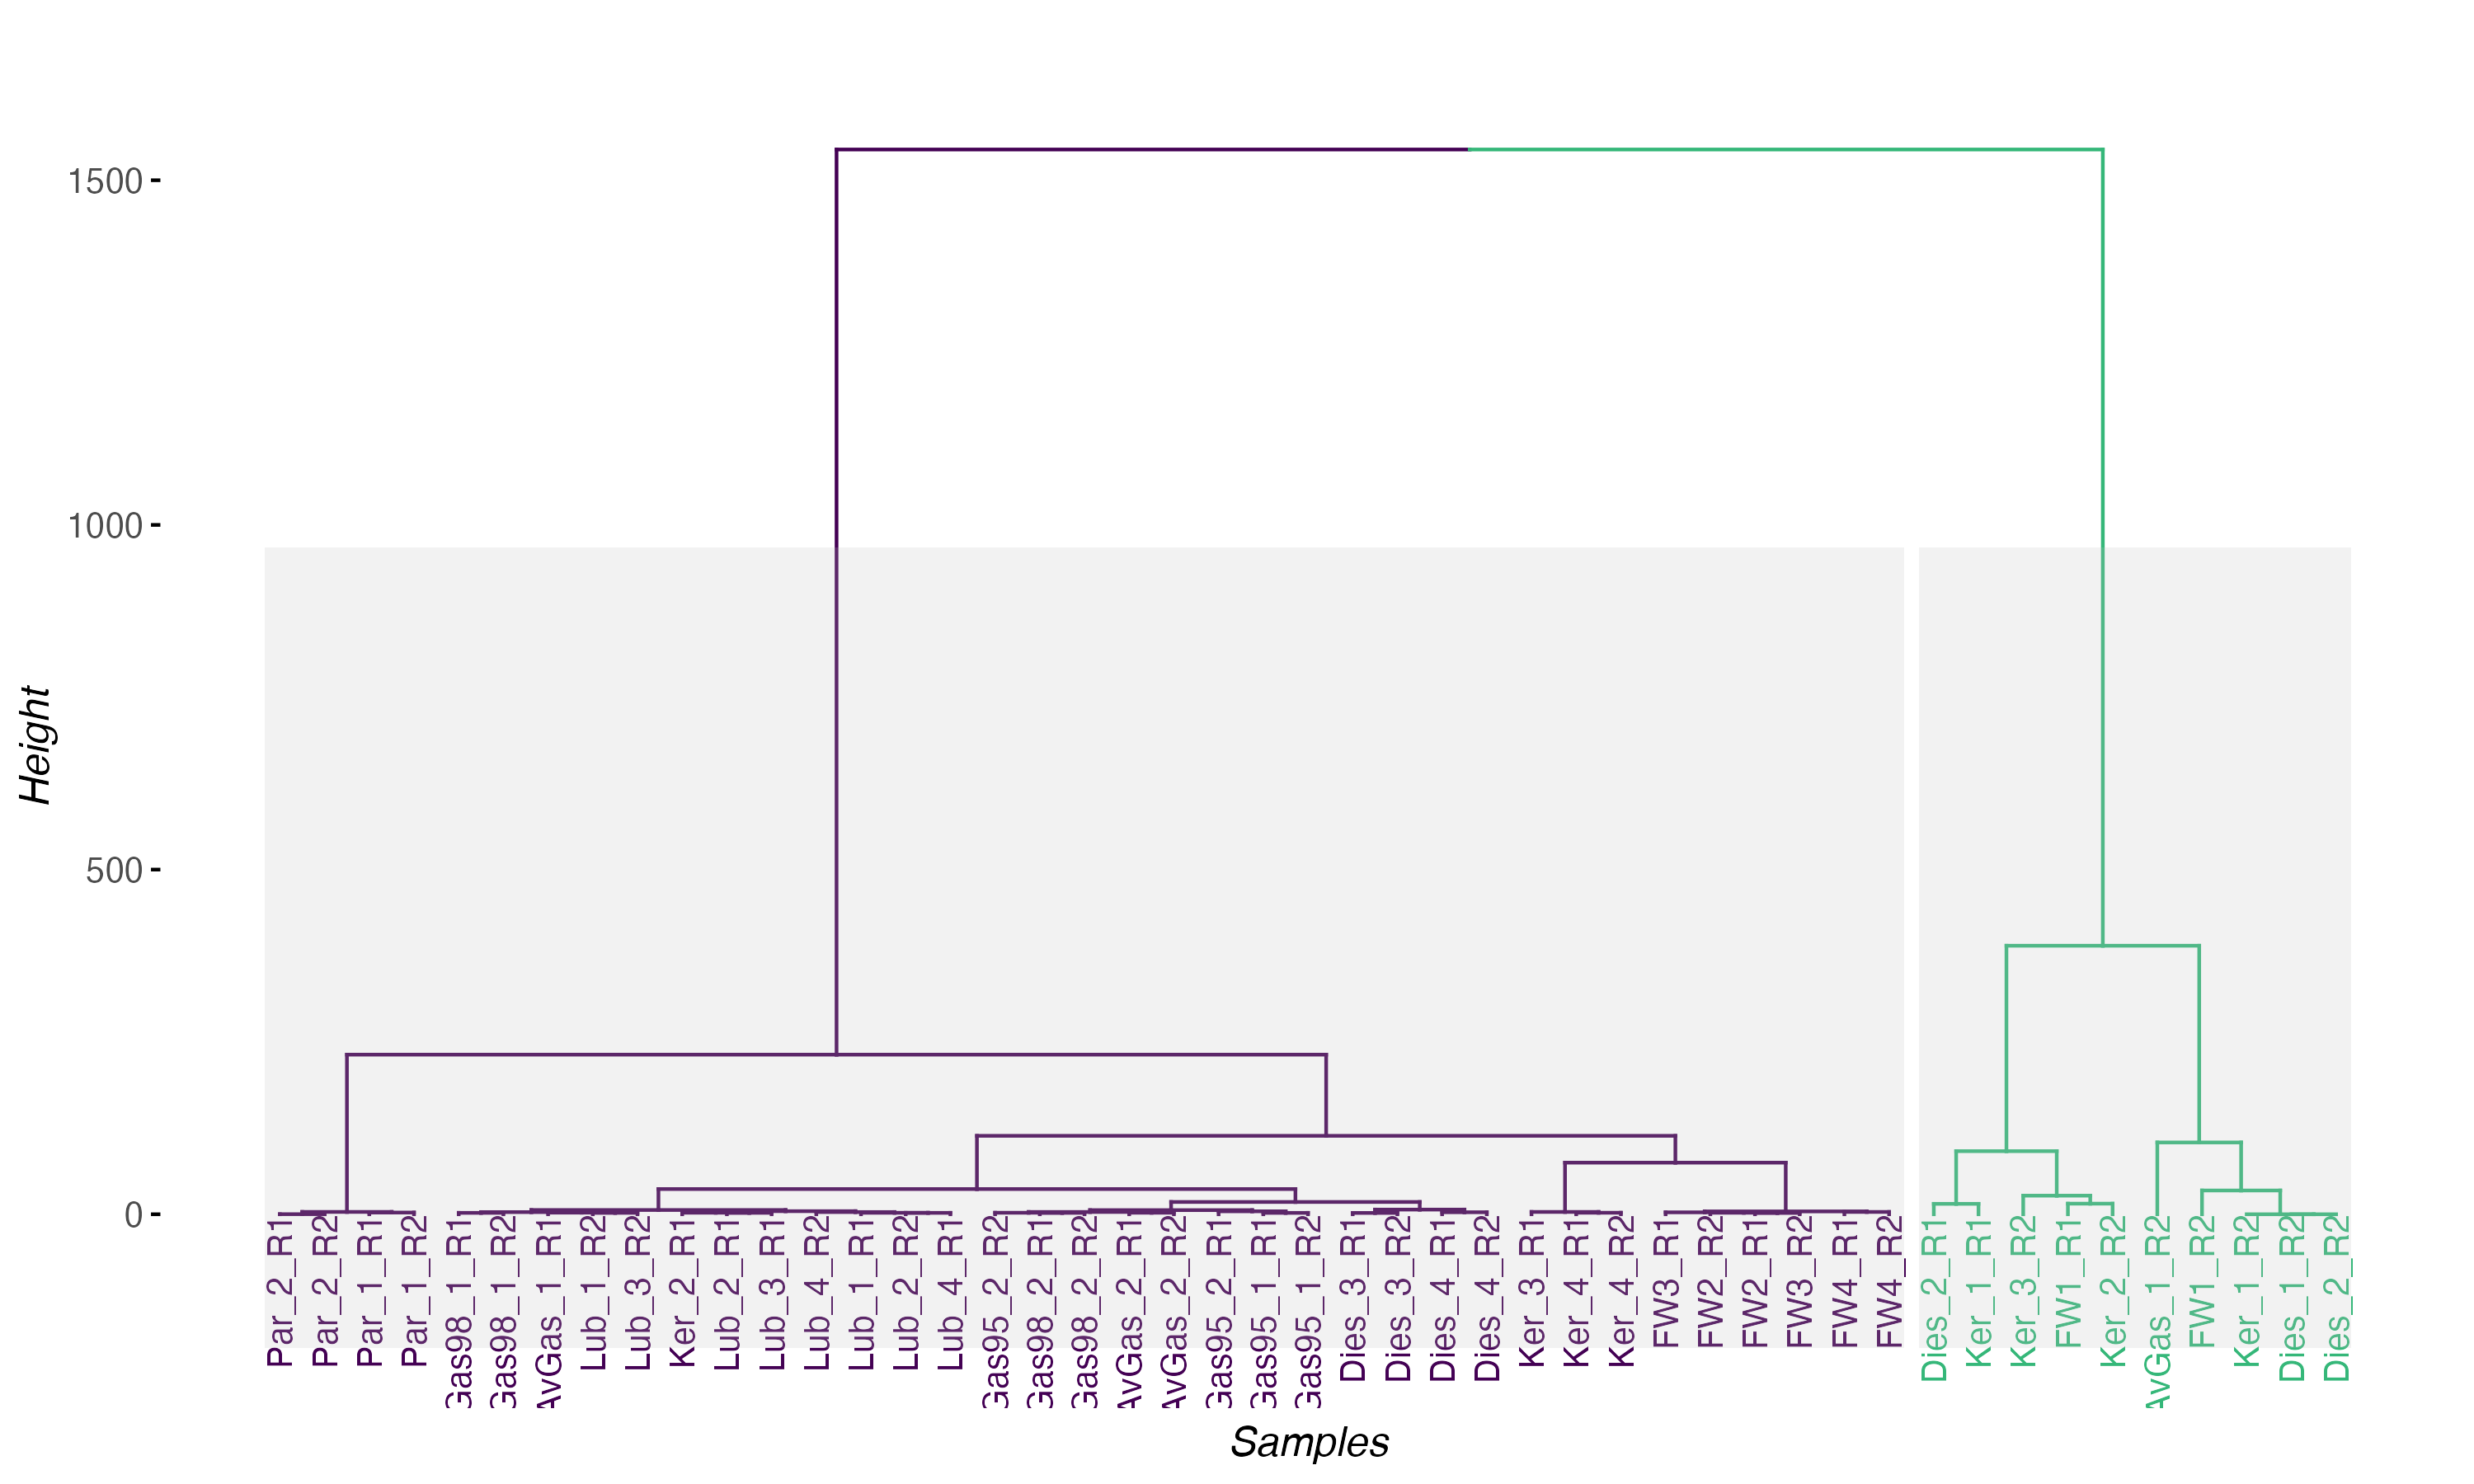 1500
1000
500
0
Height
Par_2_R1
Par_2_R2
Par_1_R1
Par_1_R2
Gas98_1_R1
Gas98_1_R2
AvGas_1_R1
Lub_1_R2
Lub_3_R2
Ker_2_R1
Lub_2_R1
Lub_3_R1
Lub_4_R2
Lub_1_R1
Lub_2_R2
Lub_4_R1
Gas95_2_R2
Gas98_2_R1
Gas98_2_R2
AvGas_2_R1
AvGas_2_R2
Gas95_2_R1
Gas95_1_R1
Gas95_1_R2
Dies_3_R1
Dies_3_R2
Dies_4_R1
Dies_4_R2
Ker_3_R1
Ker_4_R1
Ker_4_R2
FW3_R1
FW2_R2
FW2_R1
FW3_R2
FW4_R1
FW4_R2
Dies_2_R1
Ker_1_R1
Ker_3_R2
FW1_R1
Ker_2_R2
AvGas_1_R2
FW1_R2
Ker_1_R2
Dies_1_R2
Dies_2_R2
Samples